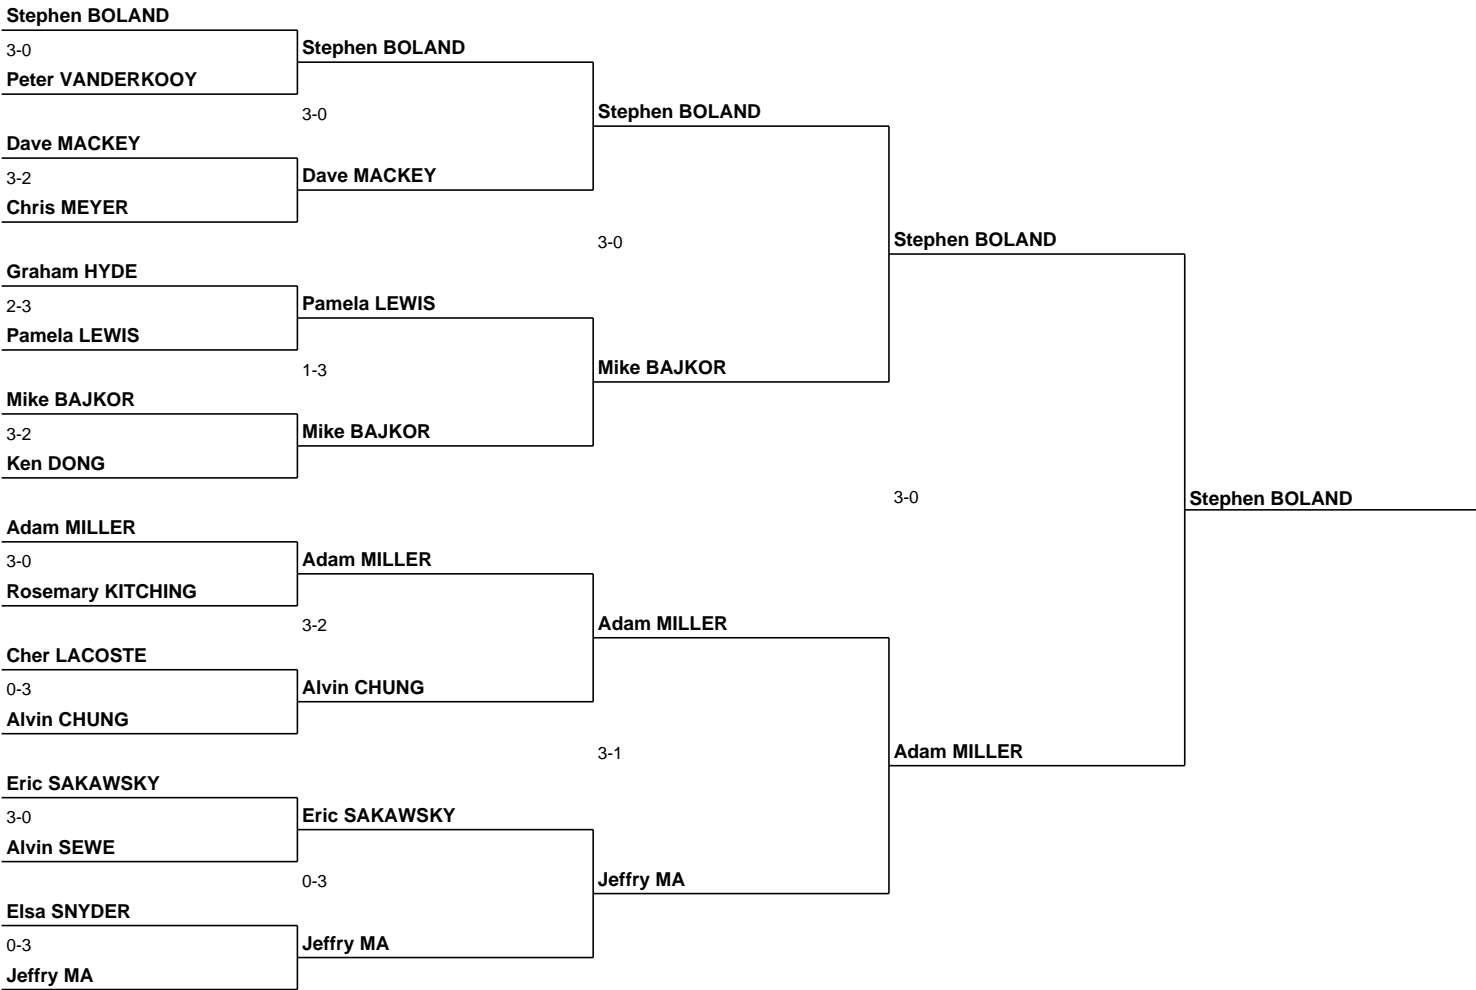 Stephen BOLAND
3-0
Peter VANDERKOOY
Dave MACKEY
3-2
Chris MEYER
Graham HYDE
2-3
Pamela LEWIS
Mike BAJKOR
3-2
Ken DONG
Adam MILLER
3-0
Rosemary KITCHING
Cher LACOSTE
0-3
Alvin CHUNG
Eric SAKAWSKY
3-0
Alvin SEWE
Elsa SNYDER
0-3
Jeffry MA
Stephen BOLAND
3-0
Dave MACKEY
Pamela LEWIS
1-3
Mike BAJKOR
Adam MILLER
3-2
Alvin CHUNG
Eric SAKAWSKY
0-3
Jeffry MA
Stephen BOLAND
3-0
Mike BAJKOR
Adam MILLER
3-1
Jeffry MA
Stephen BOLAND
3-0
Adam MILLER
Stephen BOLAND